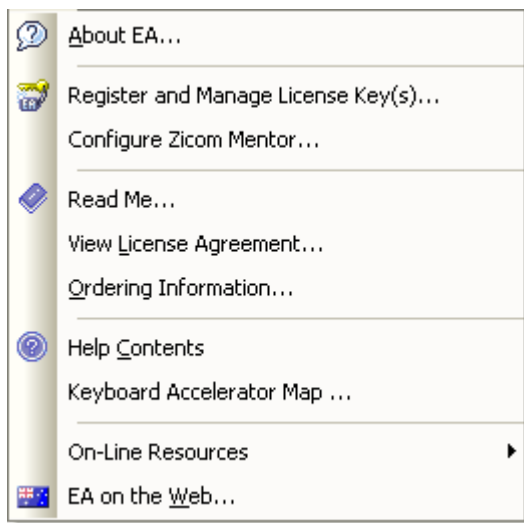 About EA...
Register and Manage License Key(s)...
Configure Zicom Mentor...
Read Me...
View License Agreement...
Ordering Information...
Help Contents
Keyboard Accelerator Map ...
On-Line Resources
EA on the Web...